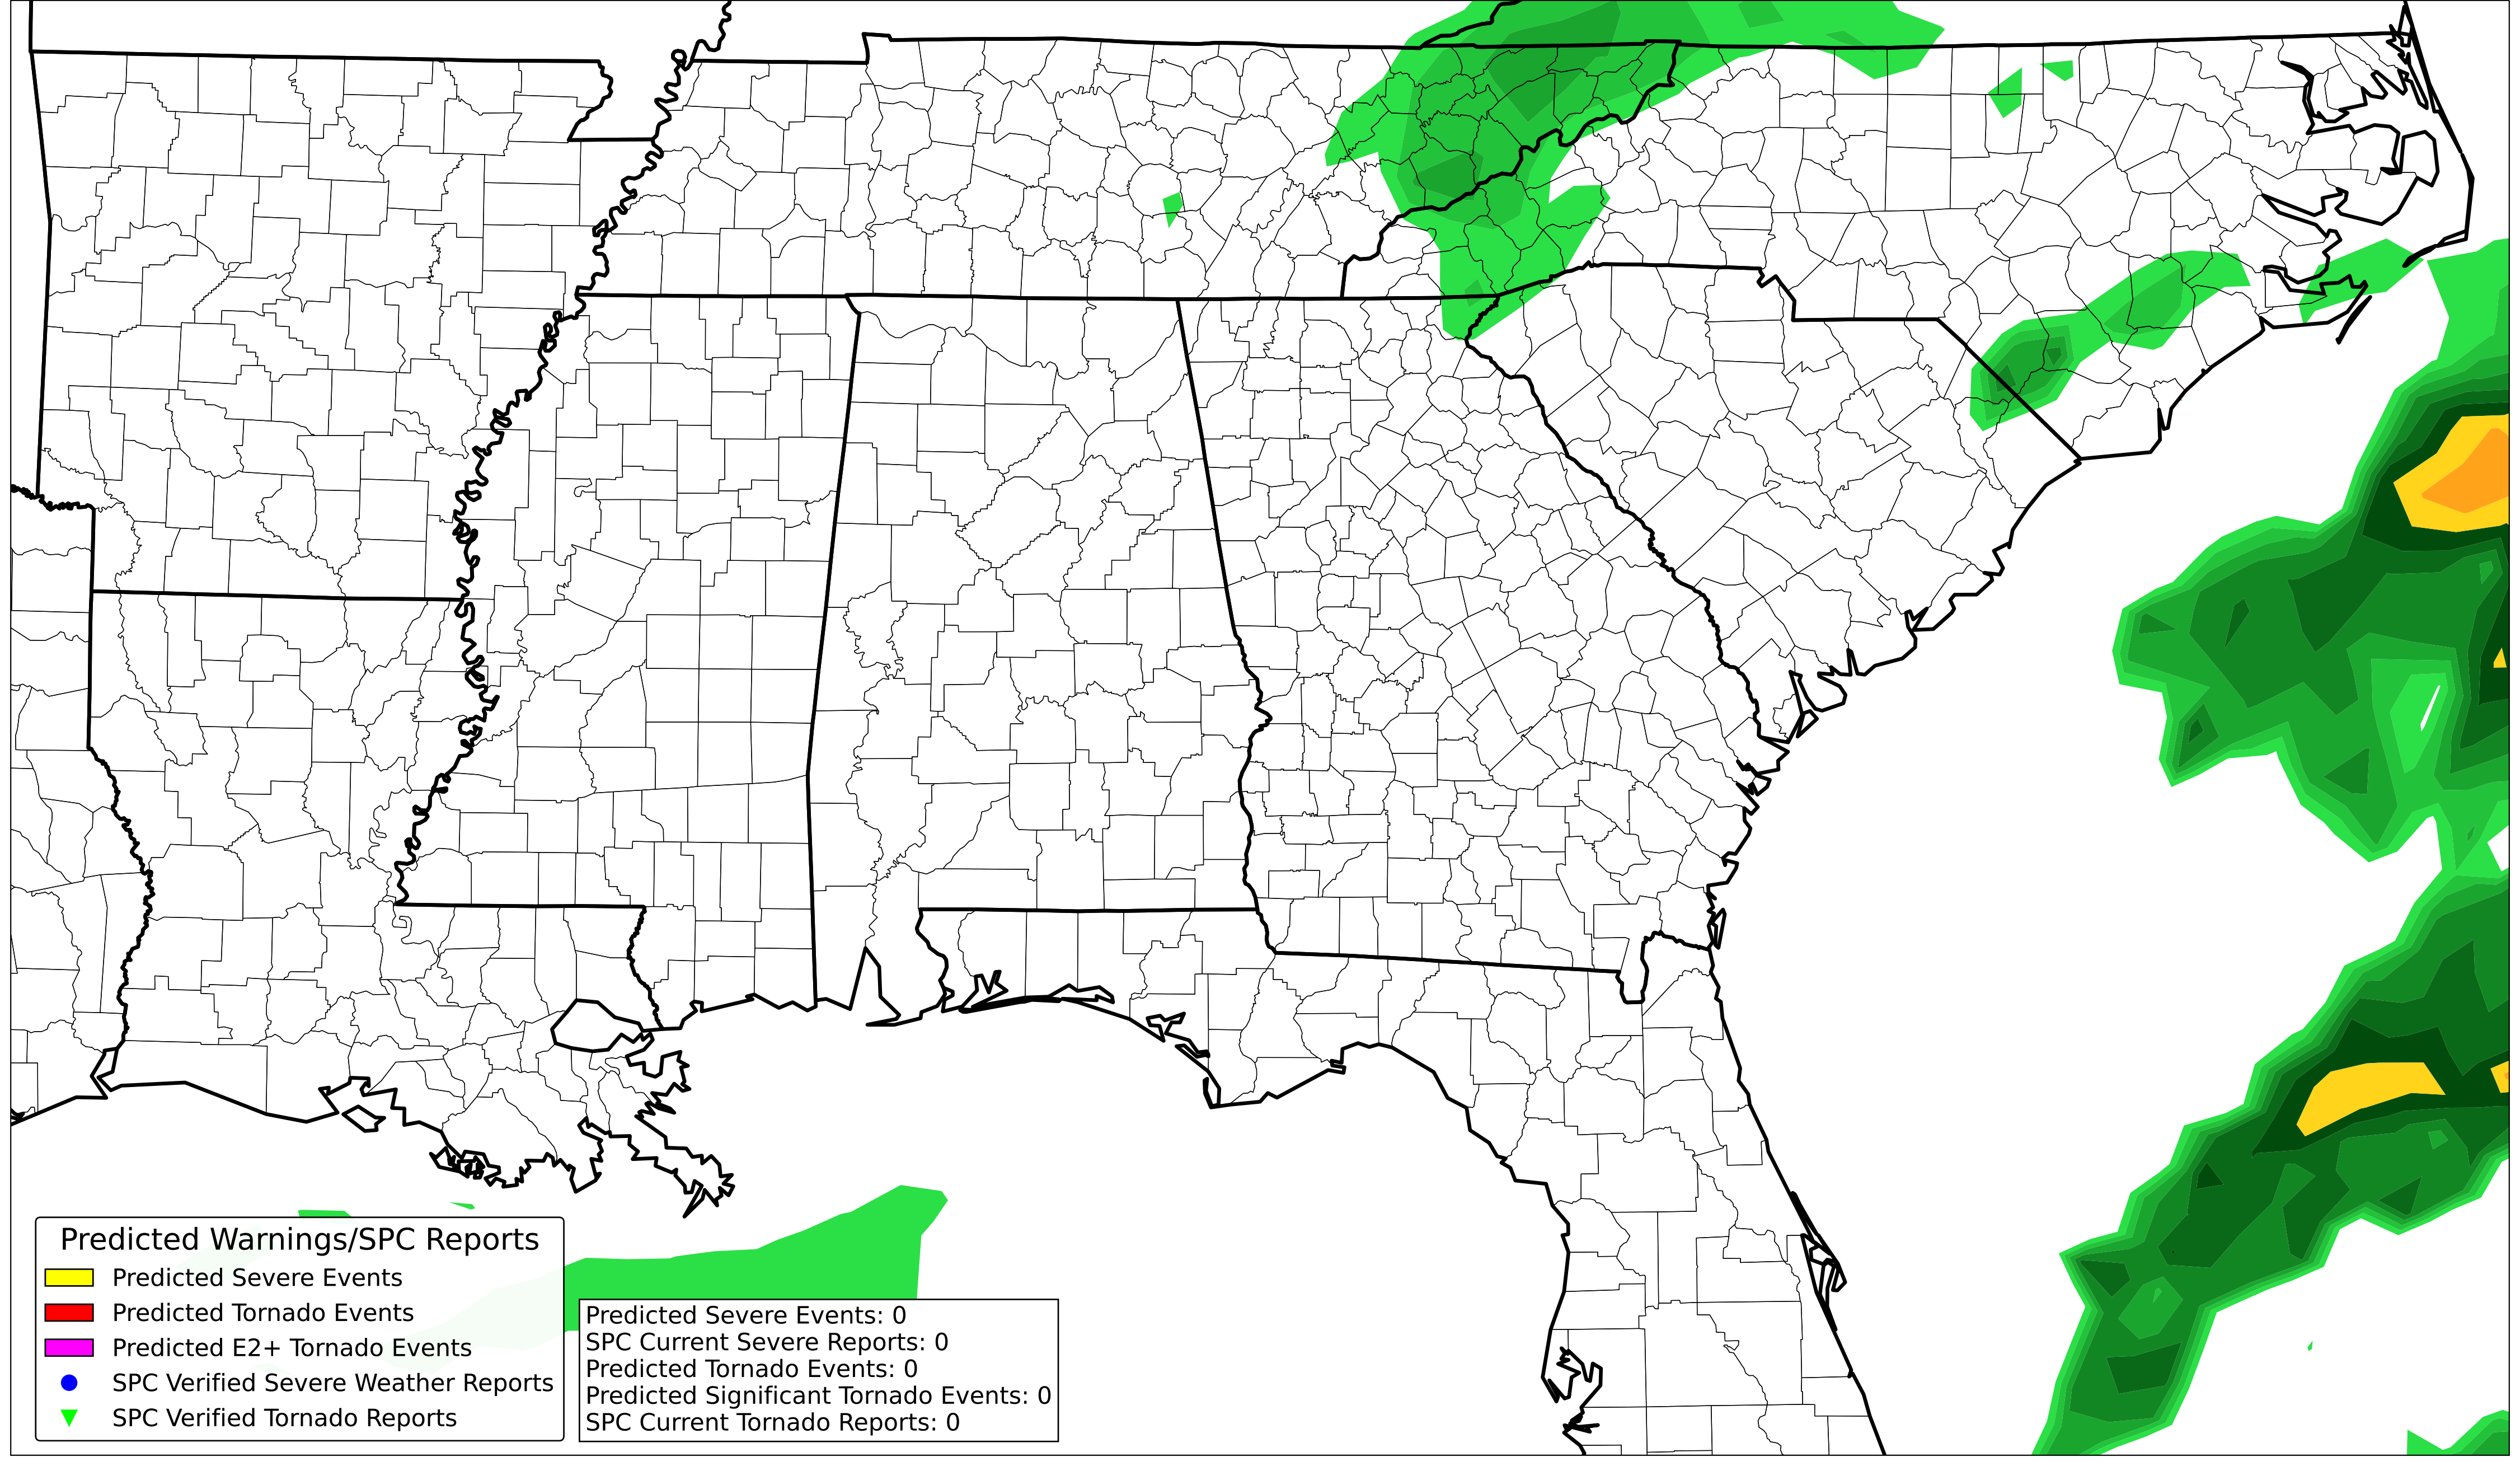 Predicted Warnings/SPC Reports
Predicted Severe Events
Predicted Tornado Events
Predicted E2+ Tornado Events
SPC Verified Severe Weather Reports
SPC Verified Tornado Reports
Predicted Severe Events: 0
SPC Current Severe Reports: 0
Predicted Tornado Events: 0
Predicted Significant Tornado Events: 0
SPC Current Tornado Reports: 0